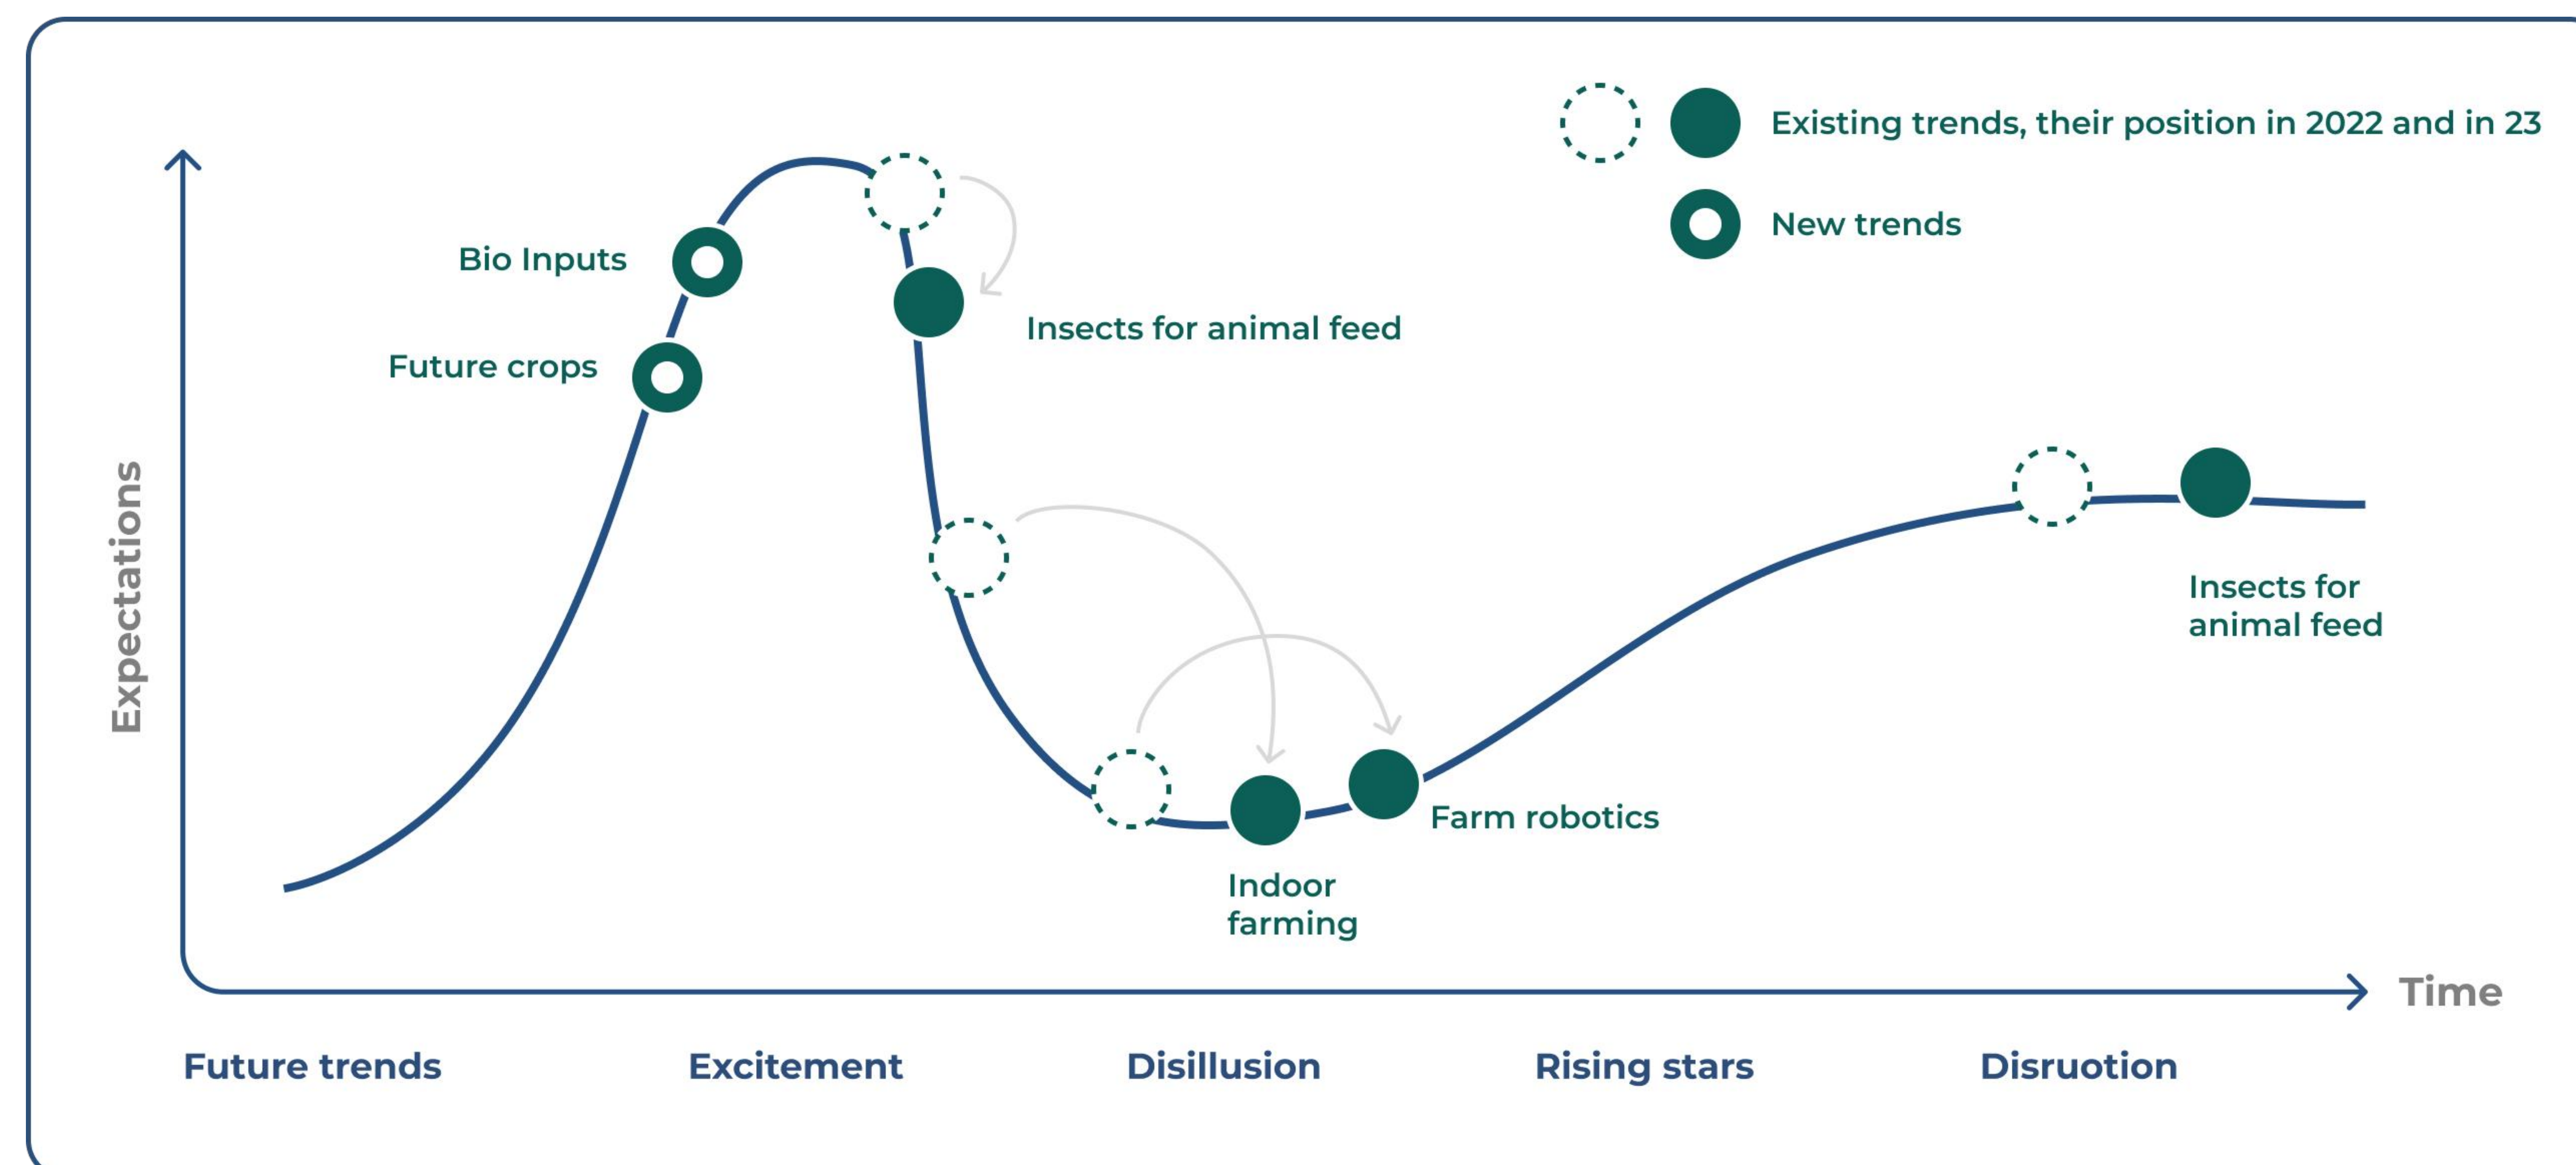 Existing trends, their position in 2022 and in 23
New trends
Bio Inputs
Future crops
Insects for animal feed
Expectations
Insects for
animal feed
Farm robotics
Indoor
farming
Time
Future trends
Excitement
Disillusion
Rising stars
Disruotion